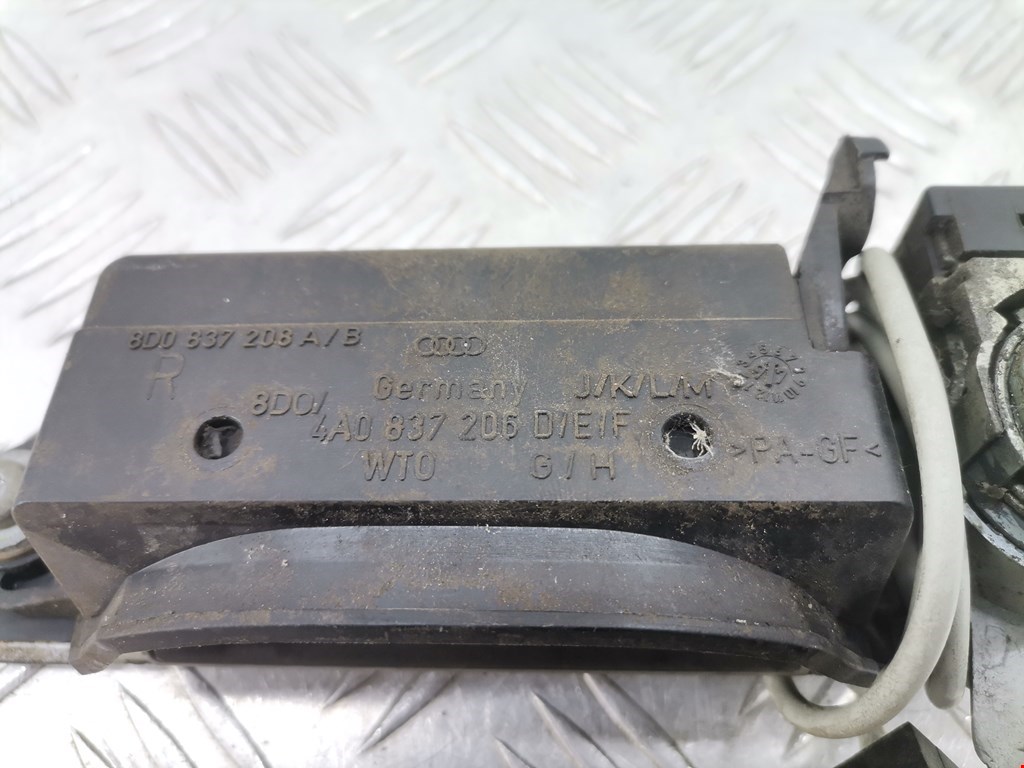 8D0 837 208 A/B
R
Germany J/K/L/M
8D0/
4A0 837 206 D/E/F
WTO G/H
>PA-GF<